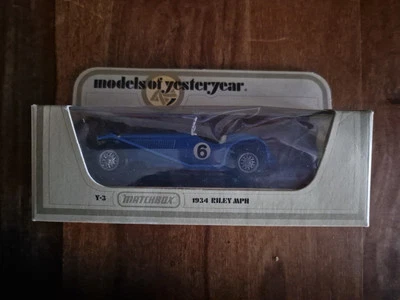 models of yesteryear®
6
Y-3 MATCHBOX 1934 RILEY MPH